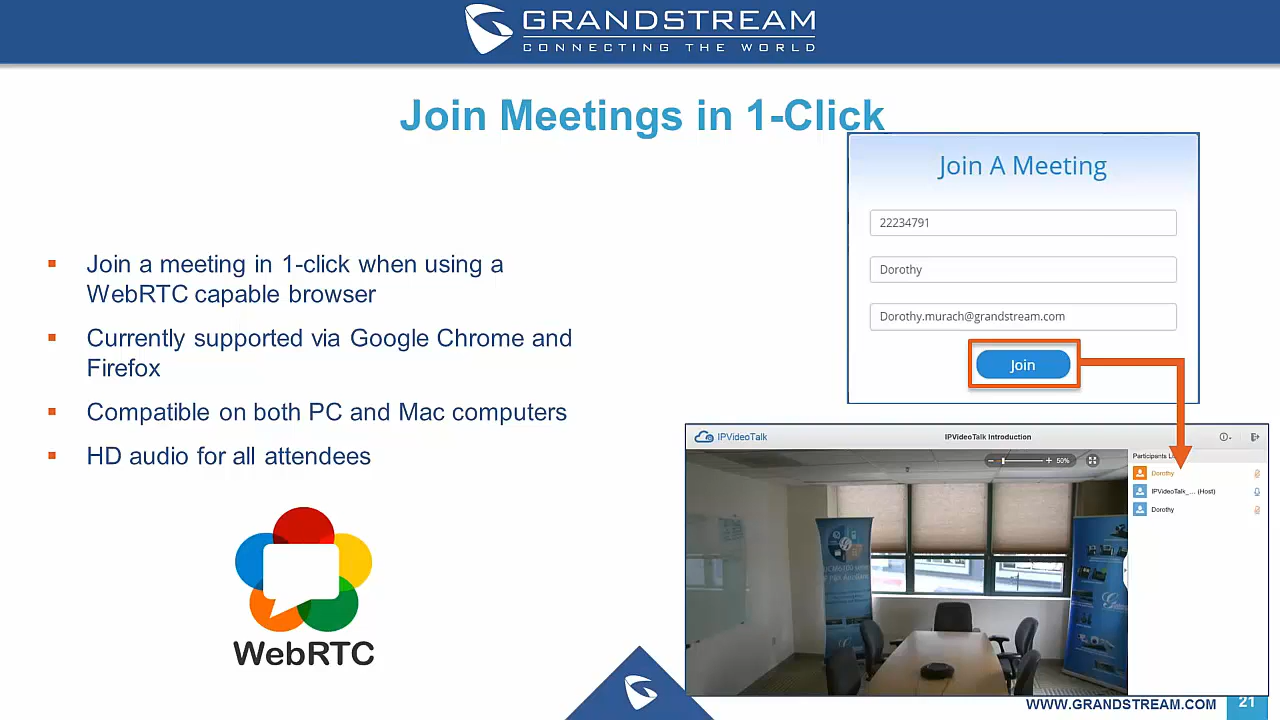 GRANDSTREAM
CONNECTING THE WORLD
Join Meetings in 1-Click
▪ Join a meeting in 1-click when using a
WebRTC capable browser
▪ Currently supported via Google Chrome and
Firefox
▪ Compatible on both PC and Mac computers
▪ HD audio for all attendees
WebRTC
Join A Meeting
22234791
Dorothy
Dorothy.murach@grandstream.com
Join
IPVideoTalk
IPVideoTalk Introduction
50%
Participants L
Dorothy
IPVideoTalk_... (Host)
Dorothy
WWW.GRANDSTREAM.COM
21